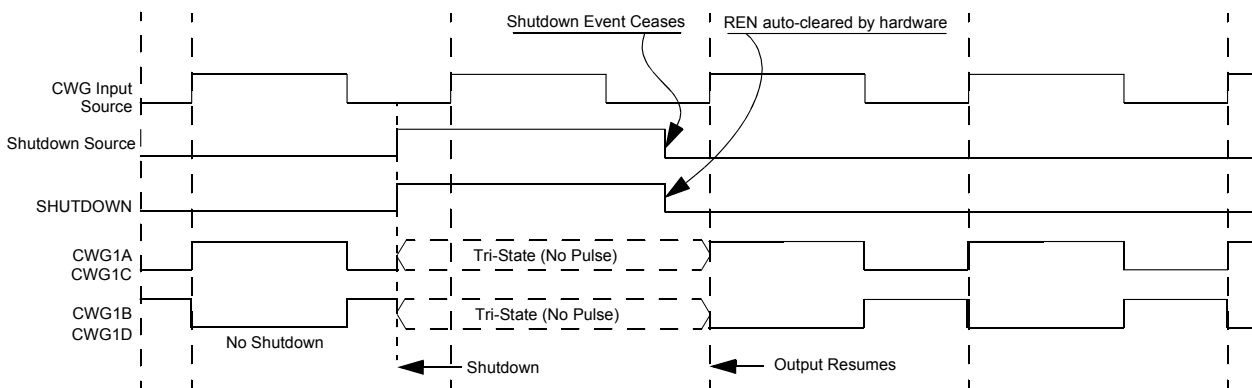 Shutdown Event Ceases
REN auto-cleared by hardware
CWG Input
Source
Shutdown Source
SHUTDOWN
CWG1A
CWG1C
Tri-State (No Pulse)
CWG1B
CWG1D
Tri-State (No Pulse)
No Shutdown
Shutdown
Output Resumes